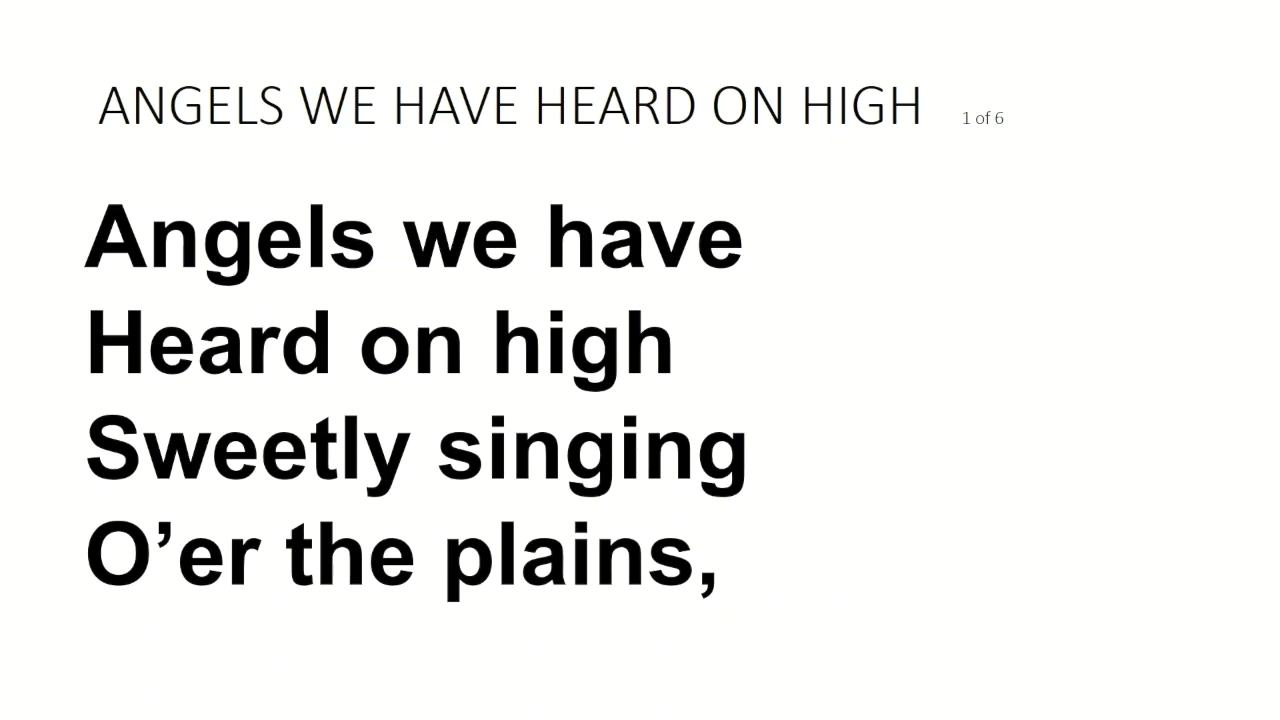 ANGELS WE HAVE HEARD ON HIGH 1 of 6
Angels we have
Heard on high
Sweetly singing
O’er the plains,